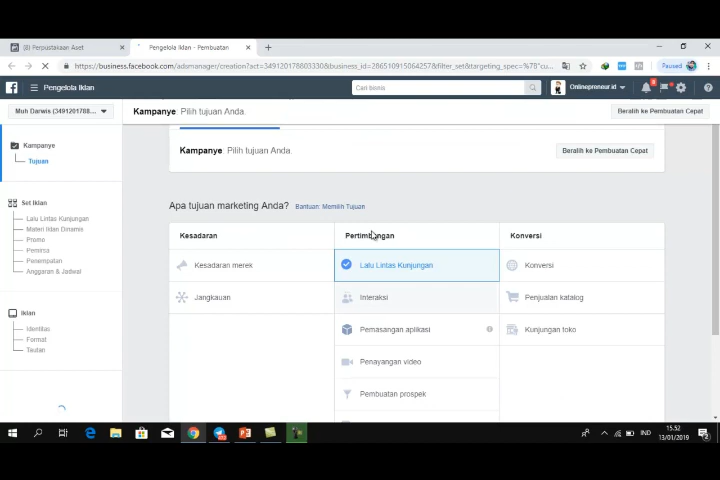 (8) Perpustakaan Aset
Pengelola Iklan - Pembuatan
https://business.facebook.com/adsmanager/creation?act=349120178803330&business_id=2865109150642571&filter_set&targeting_spec=%78"cu...
Paused
Pengelola Iklan
Cari bisnis
Onlinepreneur.id
8
Muh Darwis (3491201788...
Kampanye Pilih tujuan Anda.
Beralih ke Pembuatan Cepat
Kampanye
Tujuan
Kampanye Pilih tujuan Anda.
Beralih ke Pembuatan Cepat
Set Iklan
Lalu Lintas Kunjungan
Materi Iklan Dinamis
Promo
Pemirsa
Penempatan
Anggaran & Jadwal
Iklan
Identitas
Format
Tautan
Apa tujuan marketing Anda? Bantuan: Memilih Tujuan
Kesadaran
Pertimbangan
Konversi
Kesadaran merek
Lalu Lintas Kunjungan
Konversi
Jangkauan
Interaksi
Penjualan katalog
Pemasangan aplikasi
Kunjungan toko
Penayangan video
Pembuatan prospek
IND
15.52
13/01/2019
2